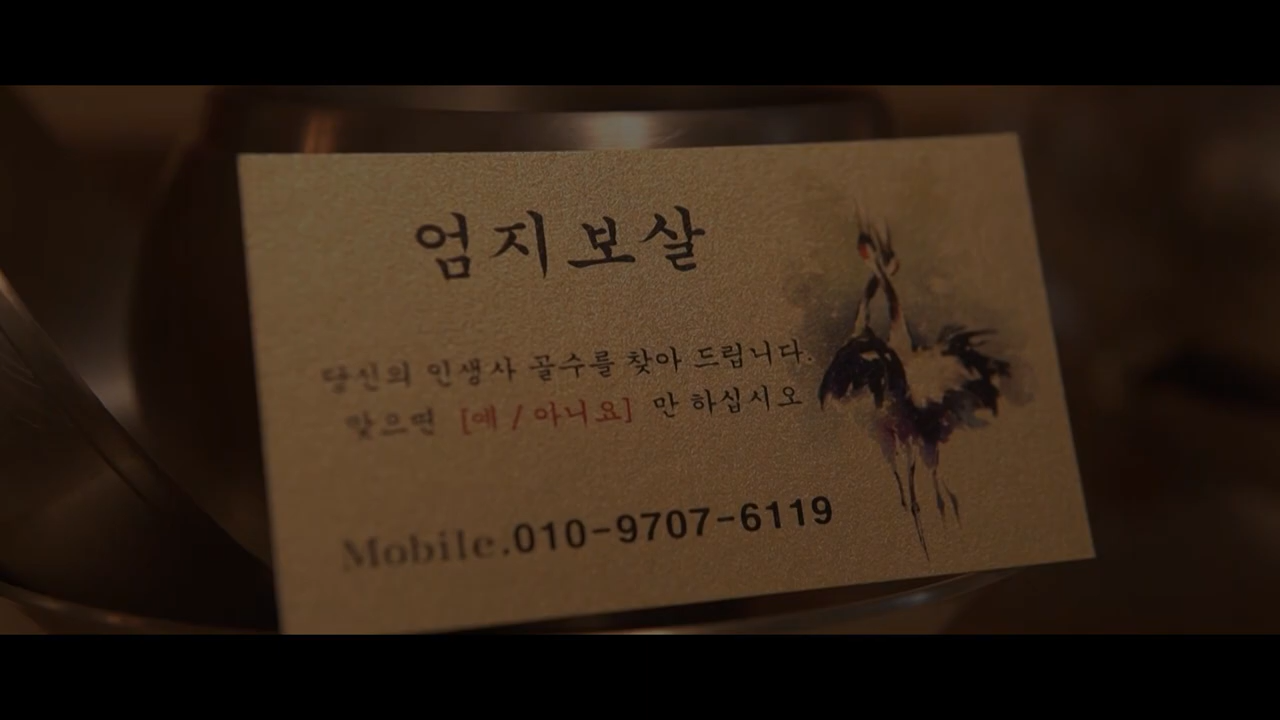 엄지보살
당신의 인생사 꼴수를 찾아 드립니다.
맞으면 [예 / 아니요] 만 하십시오
Mobile.010-9707-6119